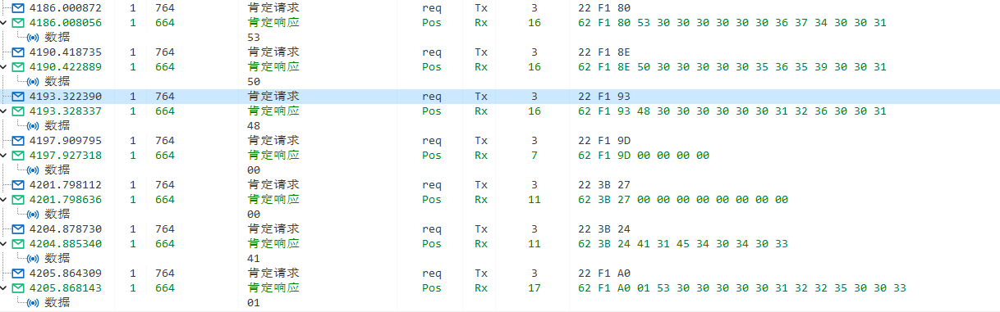 4186.000872 1 764 肯定请求 req Tx 3 22 F1 80
4186.008056 1 664 肯定响应 Pos Rx 16 62 F1 80 53 30 30 30 30 30 30 36 37 34 30 30 31
数据 53
4190.418735 1 764 肯定请求 req Tx 3 22 F1 8E
4190.422889 1 664 肯定响应 Pos Rx 16 62 F1 8E 50 30 30 30 30 30 35 36 35 39 30 30 31
数据 50
4193.322390 1 764 肯定请求 req Tx 3 22 F1 93
4193.328337 1 664 肯定响应 Pos Rx 16 62 F1 93 48 30 30 30 30 30 30 31 32 36 30 30 31
数据 48
4197.909795 1 764 肯定请求 req Tx 3 22 F1 9D
4197.927318 1 664 肯定响应 Pos Rx 7 62 F1 9D 00 00 00 00
数据 00
4201.798112 1 764 肯定请求 req Tx 3 22 3B 27
4201.798636 1 664 肯定响应 Pos Rx 11 62 3B 27 00 00 00 00 00 00 00 00
数据 00
4204.878730 1 764 肯定请求 req Tx 3 22 3B 24
4204.885340 1 664 肯定响应 Pos Rx 11 62 3B 24 41 31 45 34 30 34 30 33
数据 41
4205.864309 1 764 肯定请求 req Tx 3 22 F1 A0
4205.868143 1 664 肯定响应 Pos Rx 17 62 F1 A0 01 53 30 30 30 30 30 31 32 32 35 30 30 33
数据 01